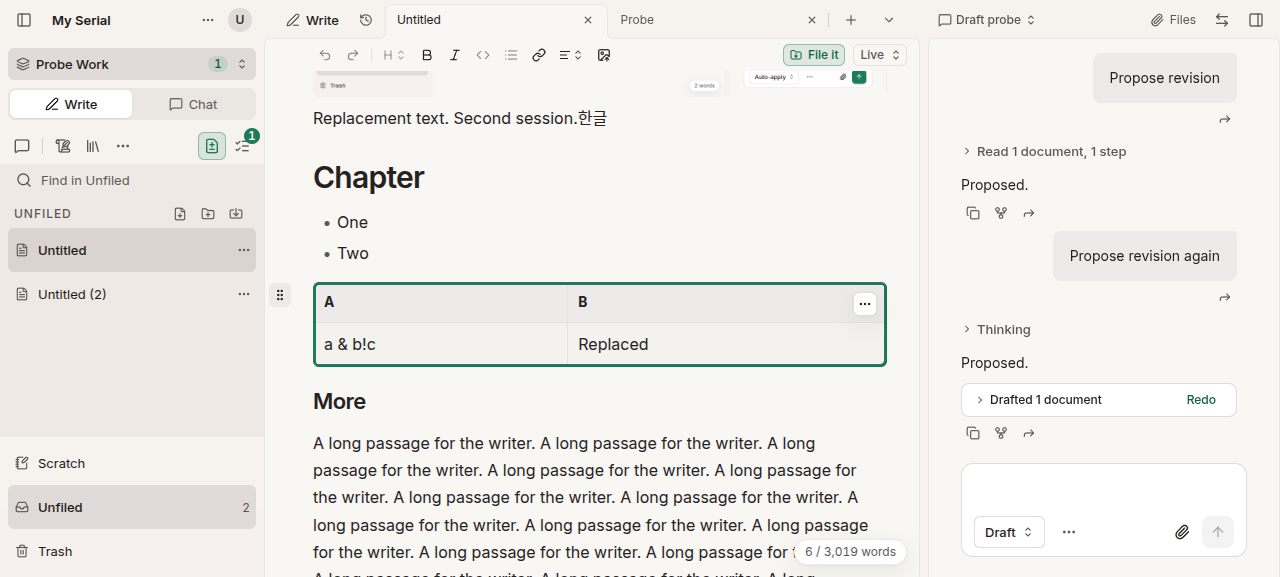 My Serial
U
Write
Untitled
Probe
Draft probe
Files
Probe Work
1
Write
Chat
1
Find in Unfiled
UNFILED
Untitled
Untitled (2)
Scratch
Unfiled
2
Trash
H
B
I
File it
Live
Trash
2 words
Auto-apply
Replacement text. Second session.한글
Chapter
• One
• Two
A
B
a & b!c
Replaced
More
A long passage for the writer. A long passage for the writer. A long
passage for the writer. A long passage for the writer. A long passage for
the writer. A long passage for the writer. A long passage for the writer. A
long passage for the writer. A long passage for the writer. A long passage
for the writer. A long passage for the writer. A long passage for
6 / 3,019 words
Propose revision
Read 1 document, 1 step
Proposed.
Propose revision again
Thinking
Proposed.
Drafted 1 document
Redo
Draft